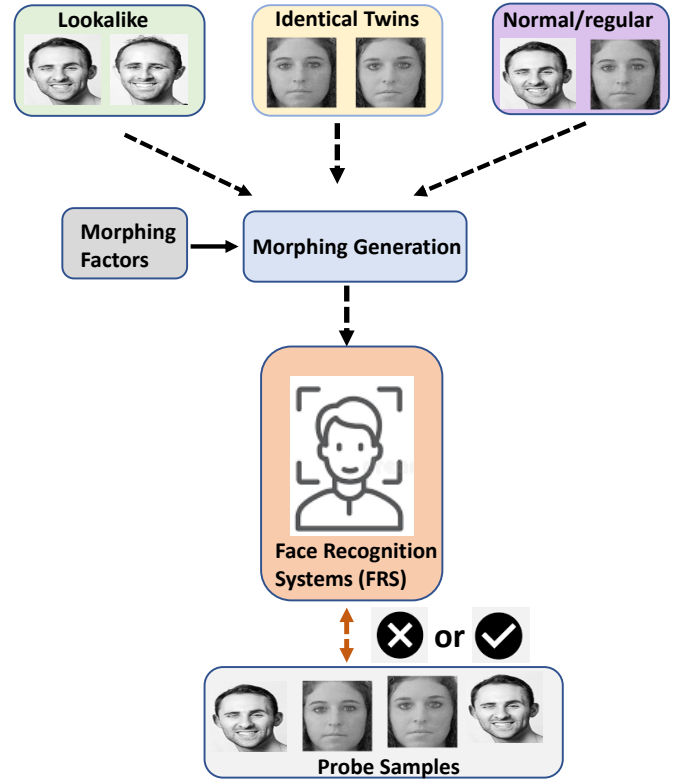 Lookalike
Identical Twins
Normal/regular
Morphing
Factors
Morphing Generation
Face Recognition
Systems (FRS)
or
Probe Samples